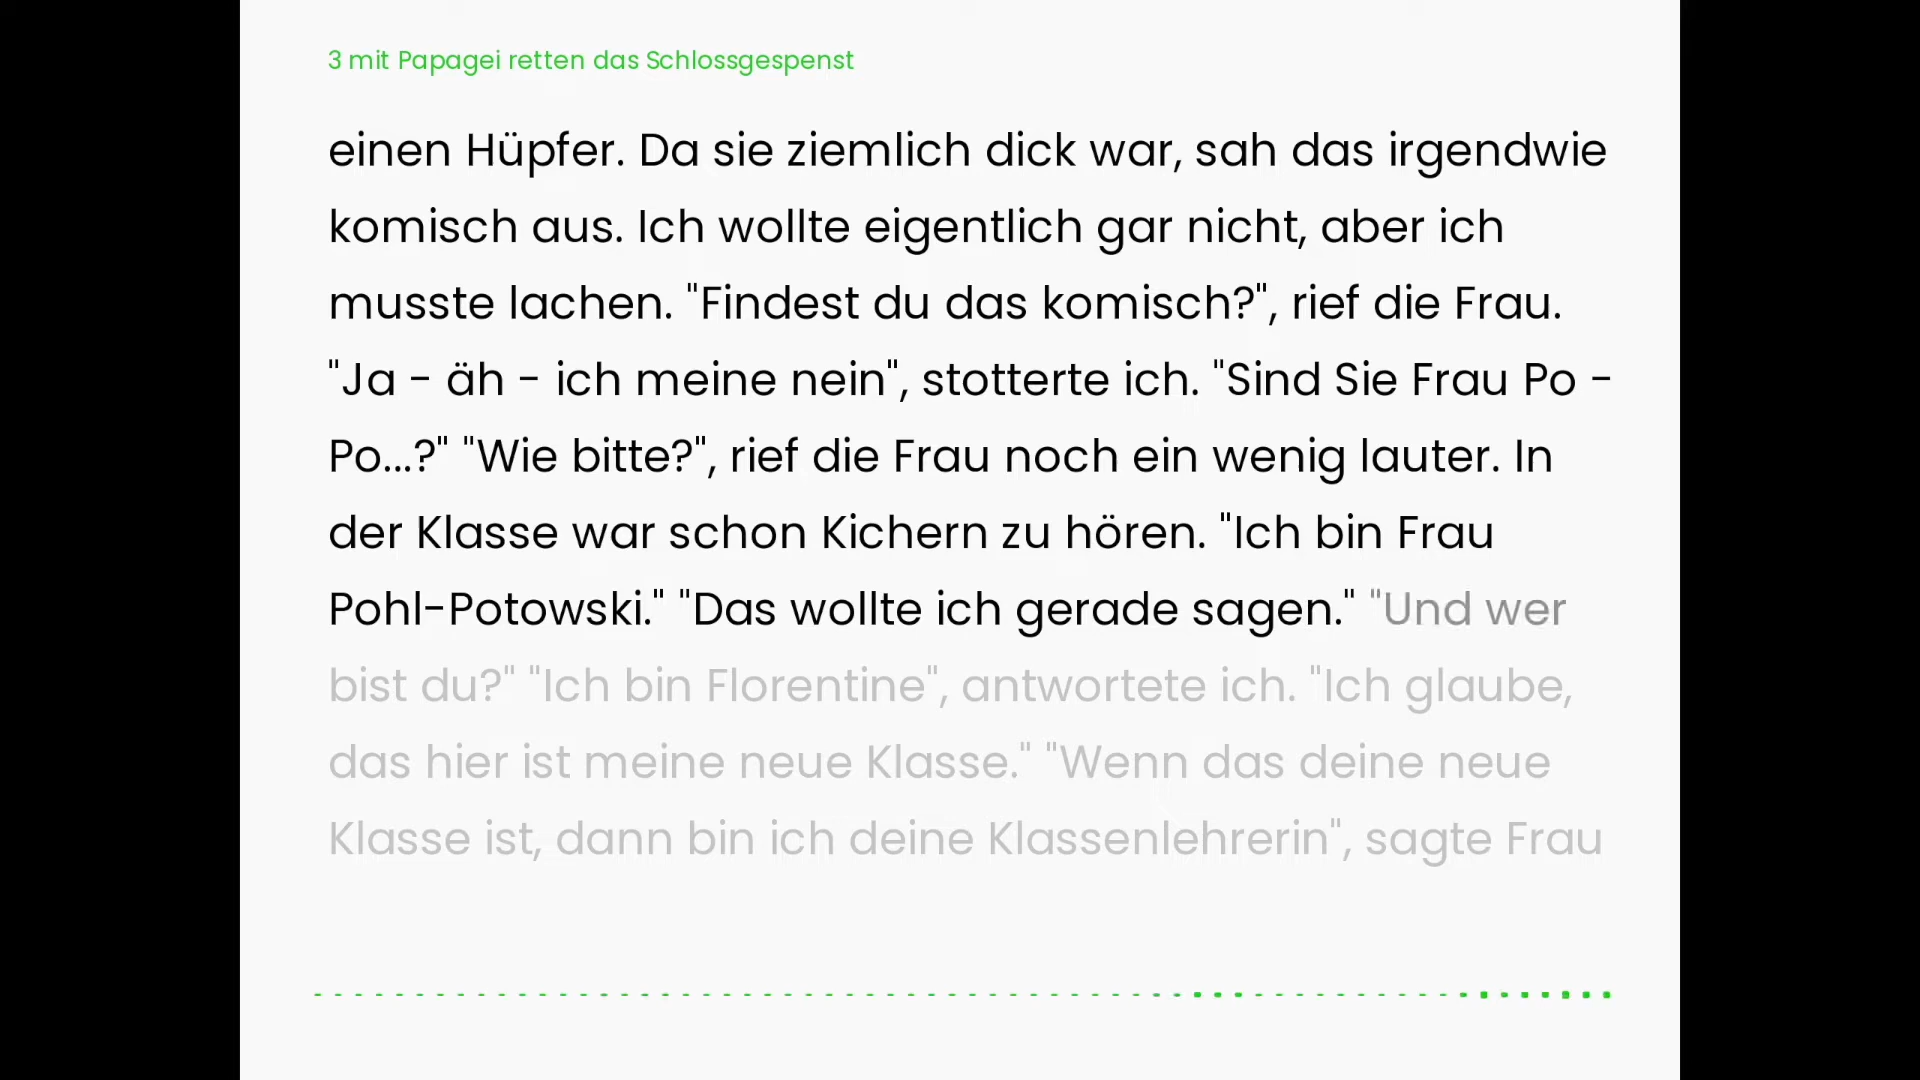 3 mit Papagei retten das Schlossgespenst
einen Hüpfer. Da sie ziemlich dick war, sah das irgendwie
komisch aus. Ich wollte eigentlich gar nicht, aber ich
musste lachen. "Findest du das komisch?", rief die Frau.
"Ja - äh - ich meine nein", stotterte ich. "Sind Sie Frau Po -
Po...?" "Wie bitte?", rief die Frau noch ein wenig lauter. In
der Klasse war schon Kichern zu hören. "Ich bin Frau
Pohl-Potowski." "Das wollte ich gerade sagen." "Und wer
bist du?" "Ich bin Florentine", antwortete ich. "Ich glaube,
das hier ist meine neue Klasse." "Wenn das deine neue
Klasse ist, dann bin ich deine Klassenlehrerin", sagte Frau